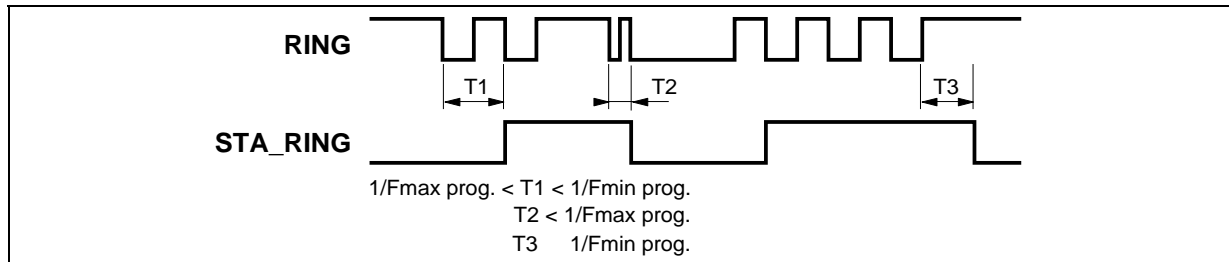 RING
T1
T2
T3
STA_RING
1/Fmax prog. < T1 < 1/Fmin prog.
T2 < 1/Fmax prog.
T3 1/Fmin prog.